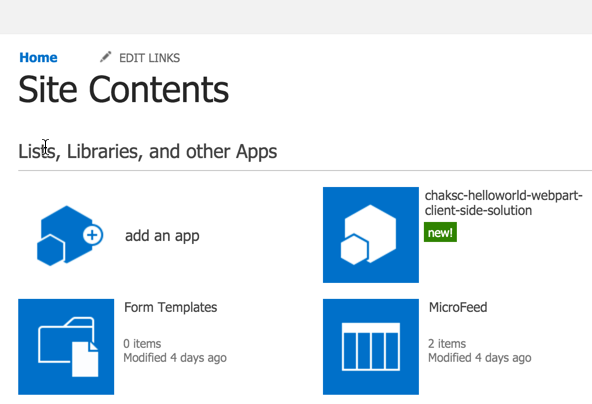 Home
EDIT LINKS
Site Contents
Lists, Libraries, and other Apps
add an app
chaksc-helloworld-webpart-
client-side-solution
new!
Form Templates
0 items
Modified 4 days ago
MicroFeed
2 items
Modified 4 days ago